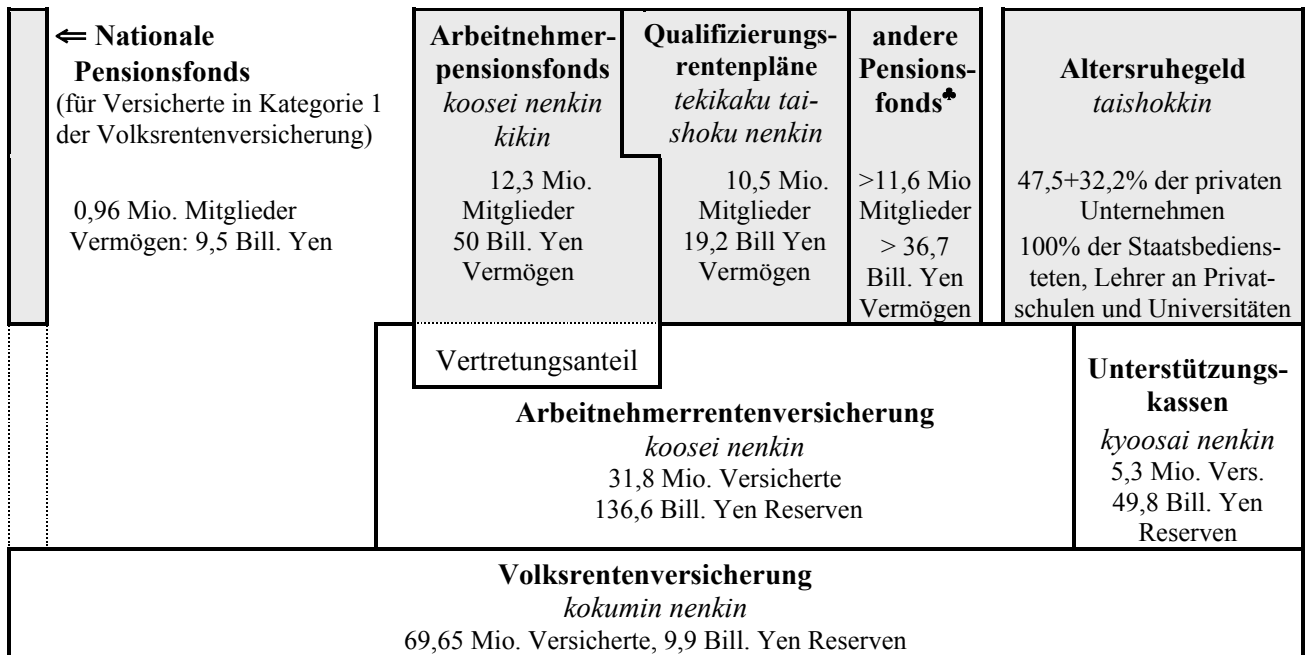 ⇐ Nationale
Pensionsfonds
(für Versicherte in Kategorie 1
der Volksrentenversicherung)
0,96 Mio. Mitglieder
Vermögen: 9,5 Bill. Yen
Arbeitnehmer-
pensionsfonds
koosei nenkin
kikin
12,3 Mio.
Mitglieder
50 Bill. Yen
Vermögen
Qualifizierungs-
rentenpläne
tekikaku tai-
shoku nenkin
10,5 Mio.
Mitglieder
19,2 Bill Yen
Vermögen
andere
Pensions-
fonds♣
>11,6 Mio
Mitglieder
> 36,7
Bill. Yen
Vermögen
Altersruhegeld
taishokkin
47,5+32,2% der privaten
Unternehmen
100% der Staatsbediens-
teten, Lehrer an Privat-
schulen und Universitäten
Vertretungsanteil
Arbeitnehmerrentenversicherung
koosei nenkin
31,8 Mio. Versicherte
136,6 Bill. Yen Reserven
Unterstützungs-
kassen
kyoosai nenkin
5,3 Mio. Vers.
49,8 Bill. Yen
Reserven
Volksrentenversicherung
kokumin nenkin
69,65 Mio. Versicherte, 9,9 Bill. Yen Reserven